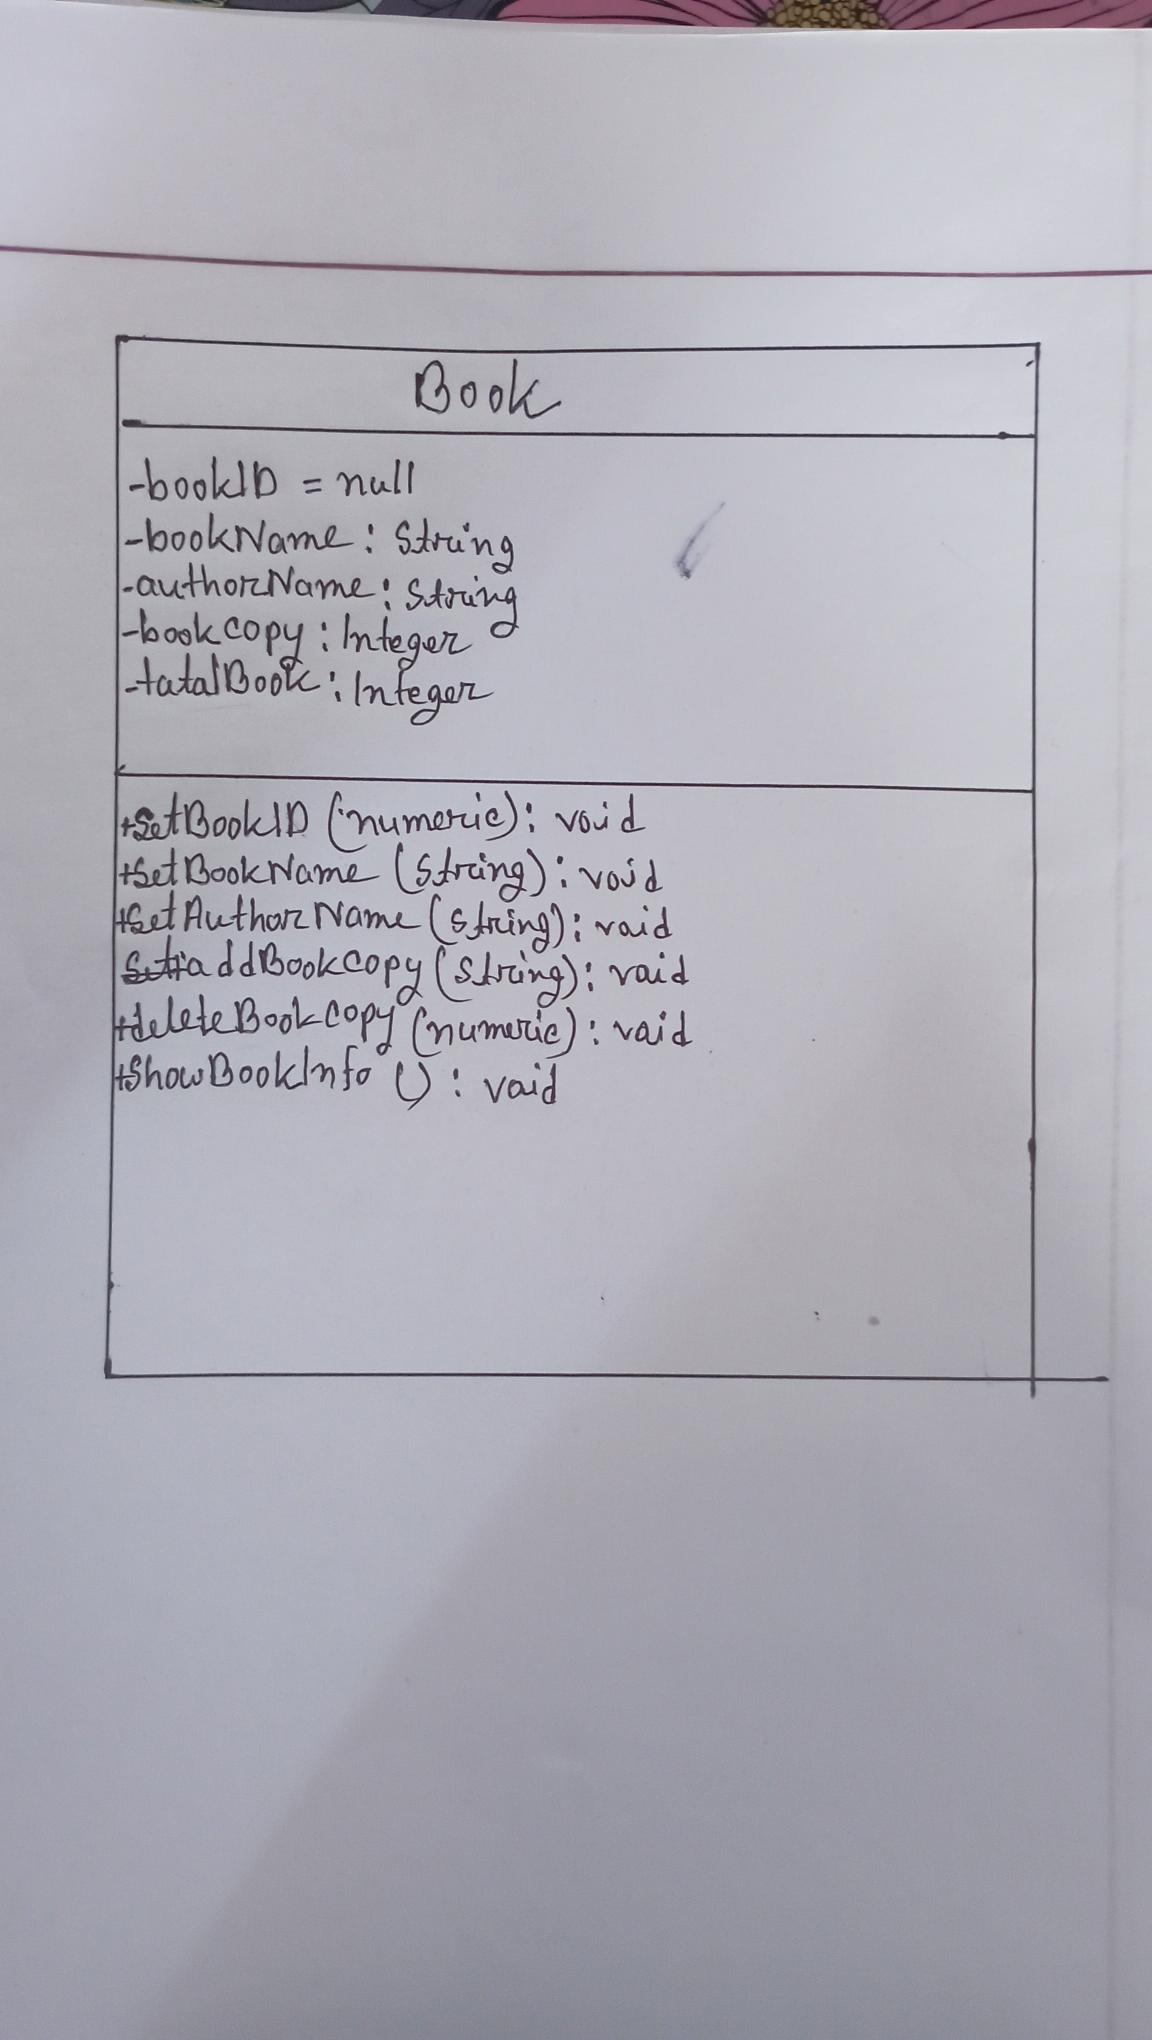 Book
-bookID = null
-bookName: String
-authorName: String
-bookcopy: Integer
-tatalBook: Integer
+SetBookID (numeric): void
+SetBookName (String): void
+SetAuthorName (string): vaid
addBookcopy (string): vaid
+deleteBookcopy (numeric): vaid
+ShowBookInfo (): vaid